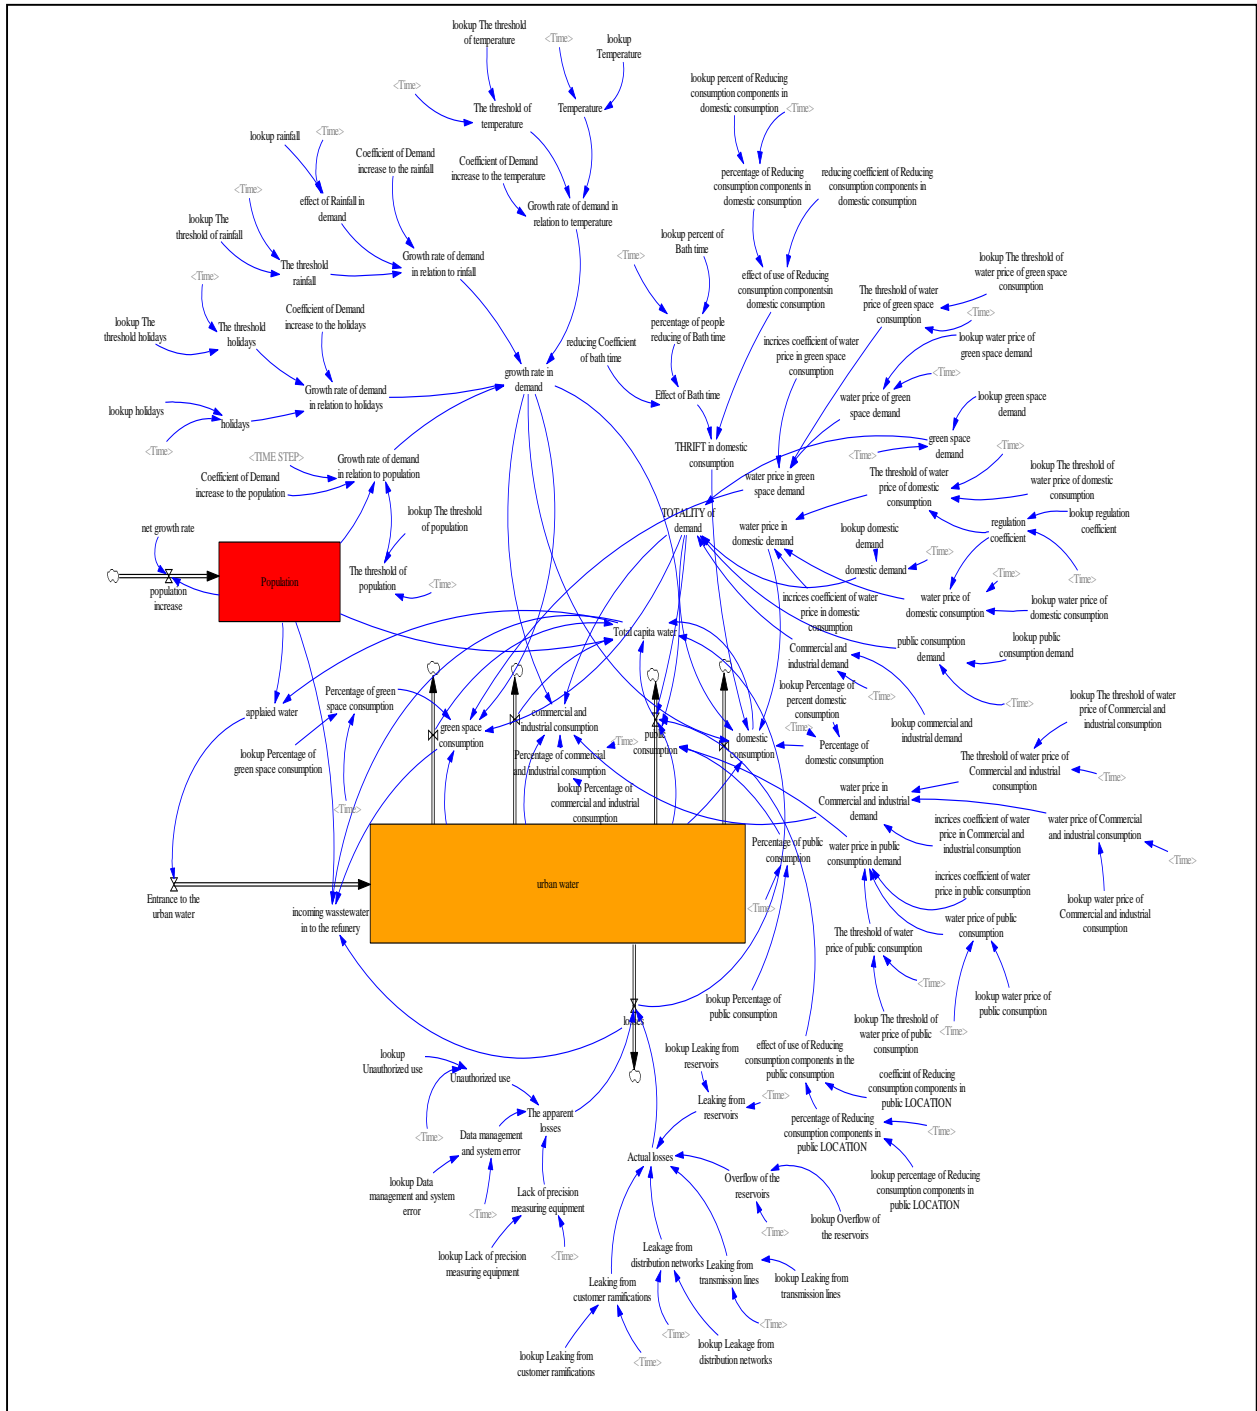 lookup The threshold
of temperature
<Time>
lookup
Temperature
<Time>
lookup percent of Reducing
consumption components in
domestic consumption
<Time>
The threshold of
temperature
Temperature
lookup rainfall
<Time>
Coefficient of Demand
increase to the rainfall
Coefficient of Demand
increase to the temperature
percentage of Reducing
consumption components in
domestic consumption
reducing coefficient of Reducing
consumption components in
domestic consumption
<Time>
effect of Rainfall in
demand
Growth rate of demand in
relation to temperature
lookup The
threshold of rainfall
lookup percent of
Bath time
<Time>
The threshold
rainfall
Growth rate of demand
in relation to rinfall
effect of use of Reducing
consumption componentsin
domestic consumption
lookup The threshold of
water price of green space
consumption
<Time>
The threshold of water
price of green space
consumption
<Time>
lookup The
threshold holidays
The threshold
holidays
Coefficient of Demand
increase to the holidays
percentage of people
reducing of Bath time
reducing Coefficient
of bath time
incrices coefficient of water
price in green space
consumption
lookup water price of
green space demand
<Time>
growth rate in
demand
Growth rate of demand
in relation to holidays
Effect of Bath time
water price of green
space demand
lookup green space
demand
lookup holidays
holidays
<Time>
THRIFT in domestic
consumption
green space
demand
<Time>
<Time>
<TIME STEP>
Growth rate of demand
in relation to population
Coefficient of Demand
increase to the population
water price in green
space demand
The threshold of water
price of domestic
consumption
lookup The threshold of
water price of domestic
consumption
lookup The threshold
of population
TOTALITY of
demand
water price in
domestic demand
lookup domestic
demand
regulation
coefficient
lookup regulation
coefficient
net growth rate
Population
population
increase
The threshold of
population
<Time>
domestic demand
<Time>
<Time>
<Time>
incrices coefficient of water
price in domestic
consumption
water price of
domestic consumption
lookup water price of
domestic consumption
Total capita water
Commercial and
industrial demand
public consumption
demand
lookup public
consumption demand
<Time>
<Time>
applaied water
Percentage of green
space consumption
green space
consumption
commercial and
industrial consumption
public
consumption
domestic
consumption
lookup Percentage of
percent domestic
consumption
<Time>
Percentage of
domestic consumption
lookup commercial and
industrial demand
lookup The threshold of water
price of Commercial and
industrial consumption
lookup Percentage of
green space consumption
<Time>
Percentage of commercial
and industrial consumption
<Time>
lookup Percentage of
commercial and industrial
consumption
The threshold of water price of
Commercial and industrial
consumption
<Time>
water price in
Commercial and industrial
demand
incrices coefficient of water
price in Commercial and
industrial consumption
water price of Commercial
and industrial consumption
<Time>
Percentage of public
consumption
water price in public
consumption demand
urban water
Entrance to the
urban water
incoming wasstewater
in to the refunery
<Time>
incrices coefficient of water
price in public consumption
lookup water price of
Commercial and industrial
consumption
water price of public
consumption
The threshold of water
price of public consumption
<Time>
lookup Percentage of
public consumption
lookup water price of
public consumption
losses
lookup The threshold of
water price of public
consumption
<Time>
effect of use of Reducing
consumption components in the
public consumption
lookup Leaking from
reservoirs
lookup
Unauthorized use
Unauthorized use
<Time>
coefficint of Reducing
consumption components in
public LOCATION
Leaking from
reservoirs
<Time>
The apparent
losses
Data management
and system error
percentage of Reducing
consumption components in
public LOCATION
<Time>
Actual losses
lookup Data
management and system
error
<Time>
Lack of precision
measuring equipment
Overflow of the
reservoirs
lookup percentage of Reducing
consumption components in
public LOCATION
<Time>
lookup Overflow of
the reservoirs
lookup Lack of precision
measuring equipment
<Time>
Leakage from
distribution networks
Leaking from
transmission lines
lookup Leaking from
transmission lines
Leaking from
customer ramifications
<Time>
<Time>
lookup Leakage from
distribution networks
lookup Leaking from
customer ramifications
<Time>